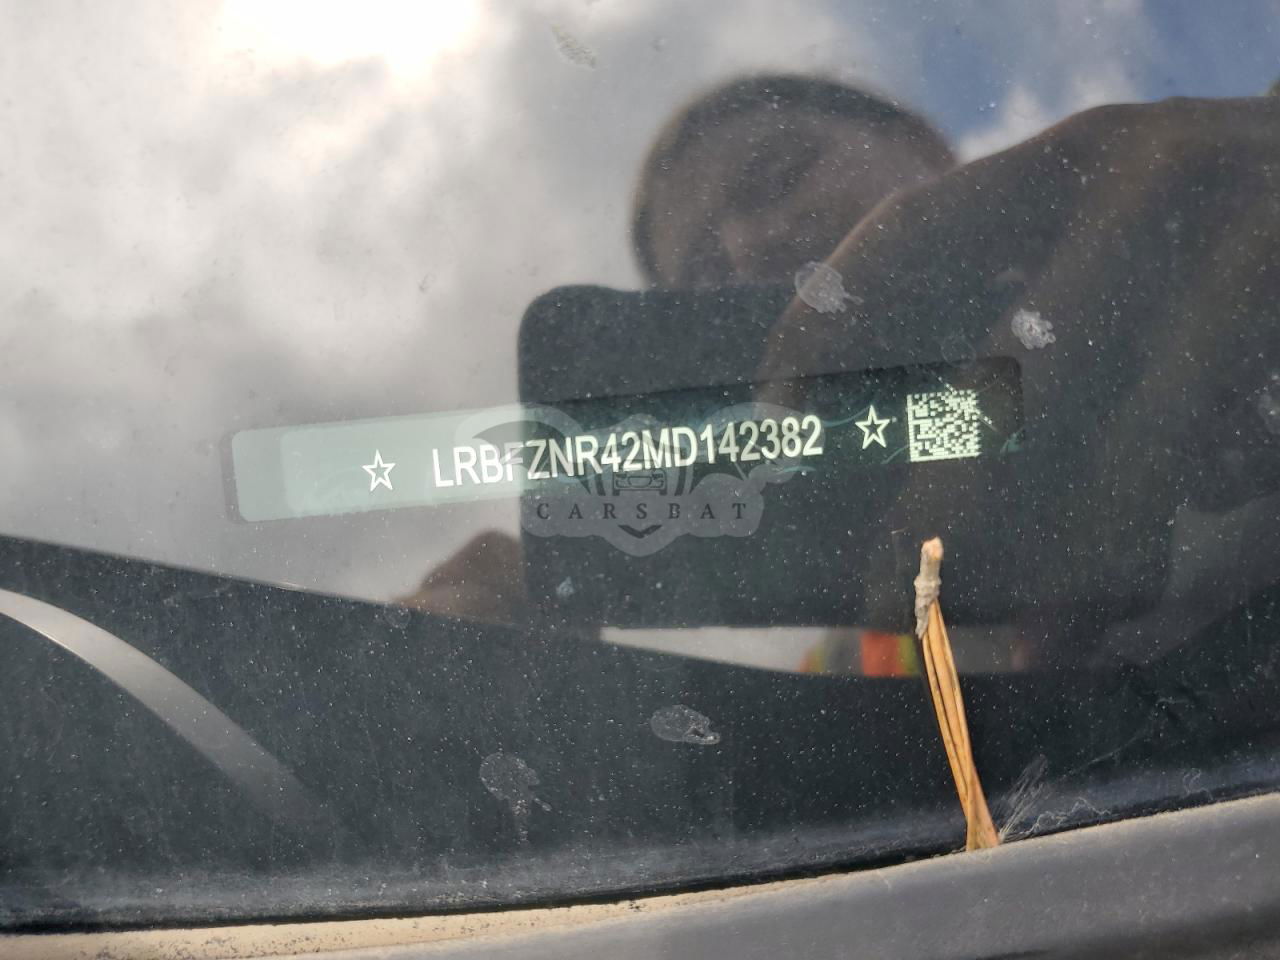 ☆ LRBFZNR42MD142382 ☆
CARSBAT